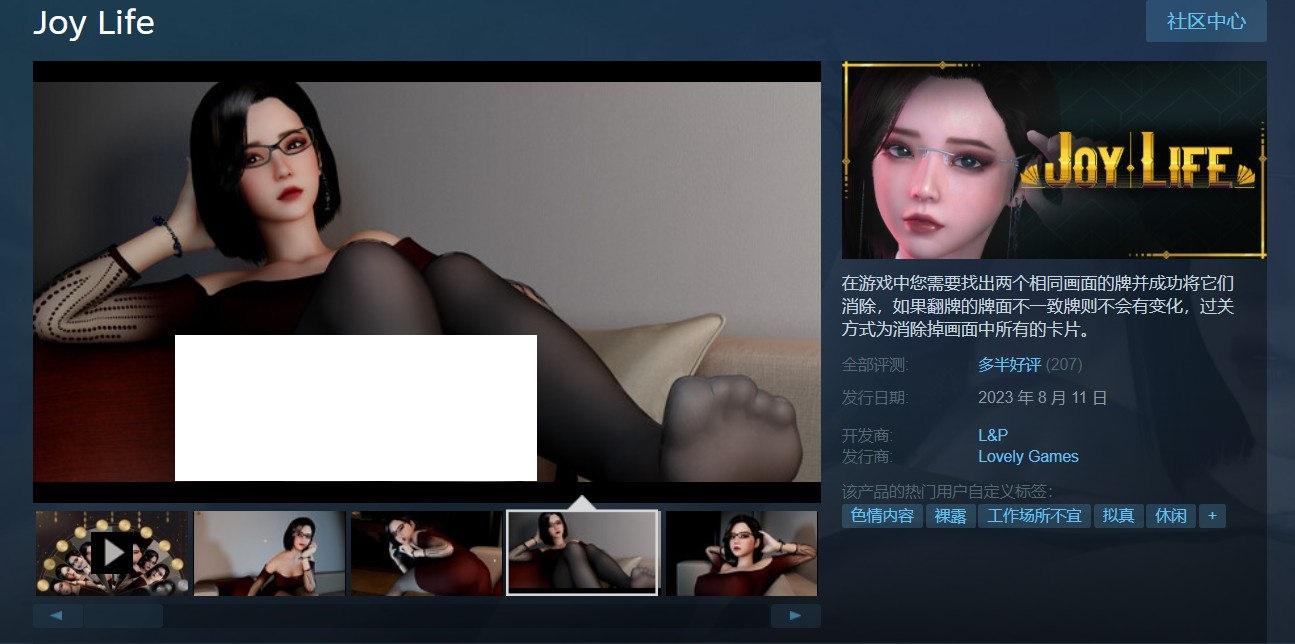 Joy Life
社区中心
JOY LIFE
在游戏中您需要找出两个相同画面的牌并成功将它们
消除，如果翻牌的牌面不一致牌则不会有变化，过关
方式为消除掉画面中所有的卡片。
全部评测: 多半好评 (207)
发行日期: 2023 年 8 月 11 日
开发商: L&P
发行商: Lovely Games
该产品的热门用户自定义标签:
色情内容 裸露 工作场所不宜 拟真 休闲 +